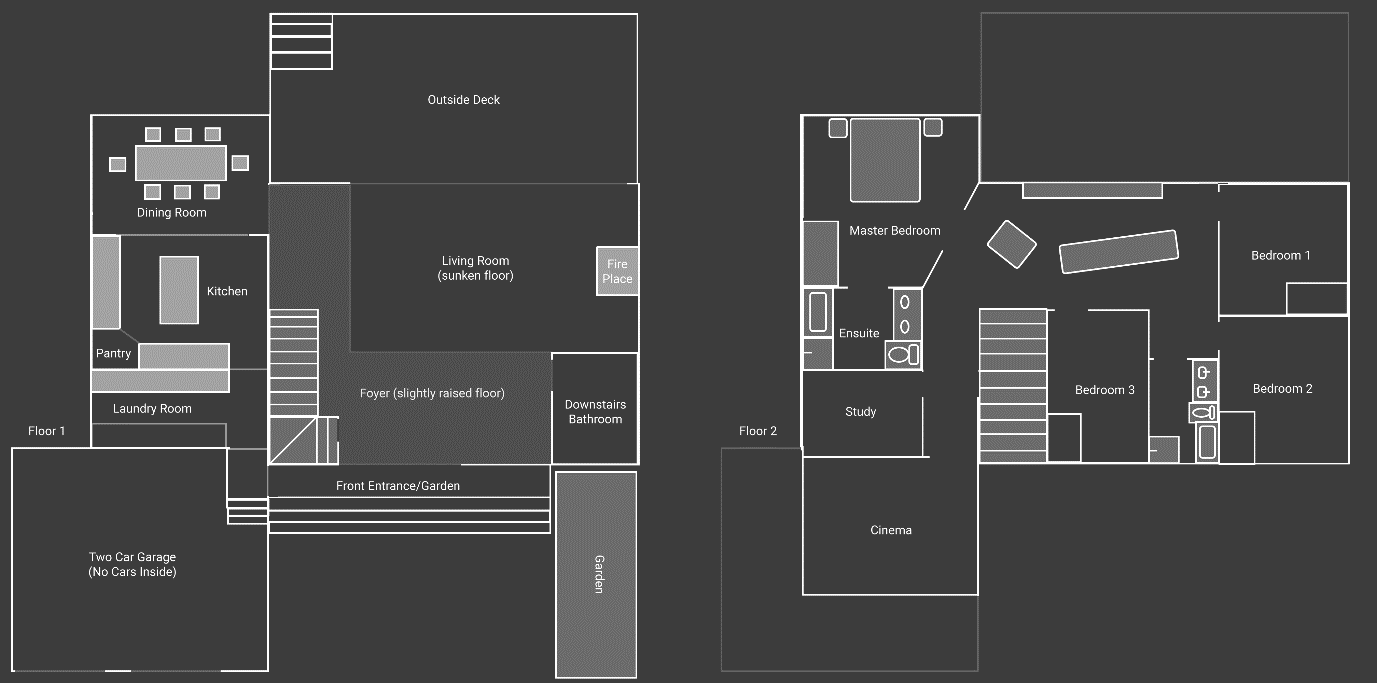 Outside Deck
Dining Room
Living Room
(sunken floor)
Fire
Place
Kitchen
Pantry
Foyer (slightly raised floor)
Downstairs
Bathroom
Laundry Room
Floor 1
Front Entrance/Garden
Two Car Garage
(No Cars Inside)
Garden
Master Bedroom
Bedroom 1
Ensuite
Bedroom 3
Bedroom 2
Study
Floor 2
Cinema